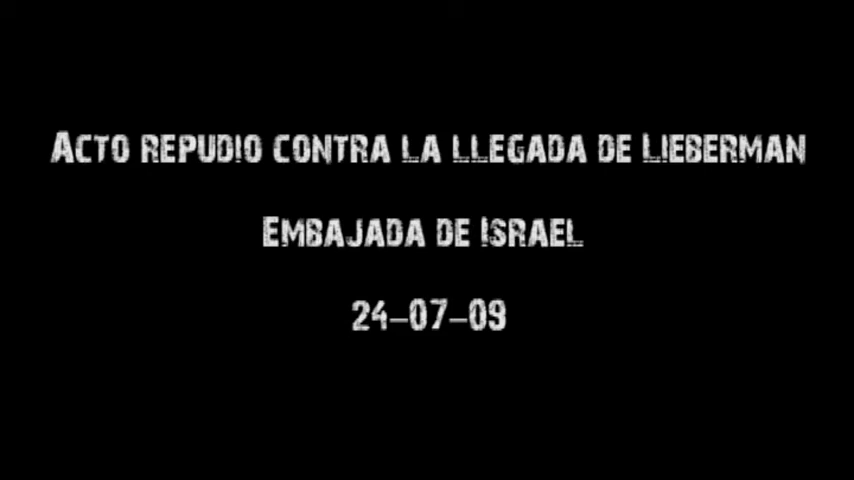 Acto repudio contra la llegada de Lieberman
Embajada de Israel
24-07-09